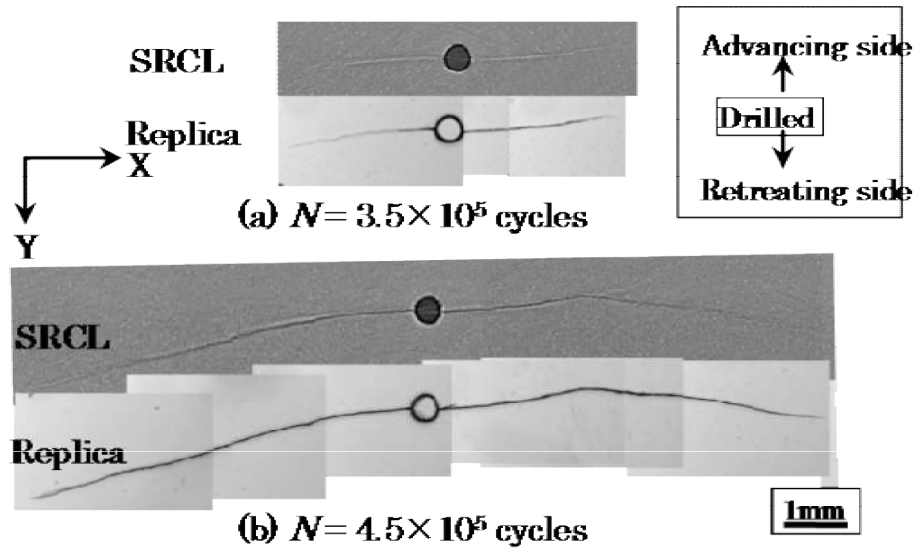 SRCL
Replica
X
Y
(a) N = 3.5×10⁵ cycles
Advancing side
Drilled
Retreating side
SRCL
Replica
1mm
(b) N = 4.5×10⁵ cycles